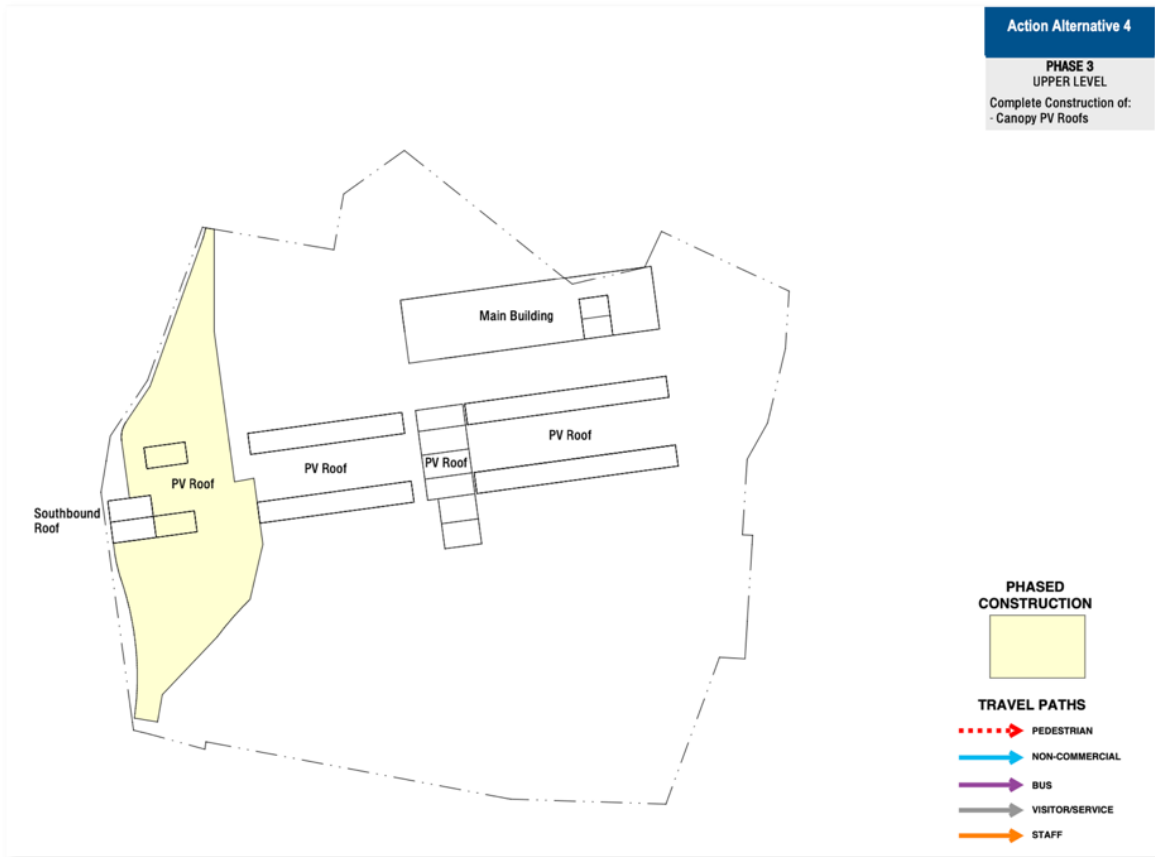 Action Alternative 4
PHASE 3
UPPER LEVEL
Complete Construction of:
- Canopy PV Roofs
Main Building
PV Roof
PV Roof
PV Roof
PV Roof
Southbound
Roof
PHASED
CONSTRUCTION
TRAVEL PATHS
PEDESTRIAN
NON-COMMERCIAL
BUS
VISITOR/SERVICE
STAFF